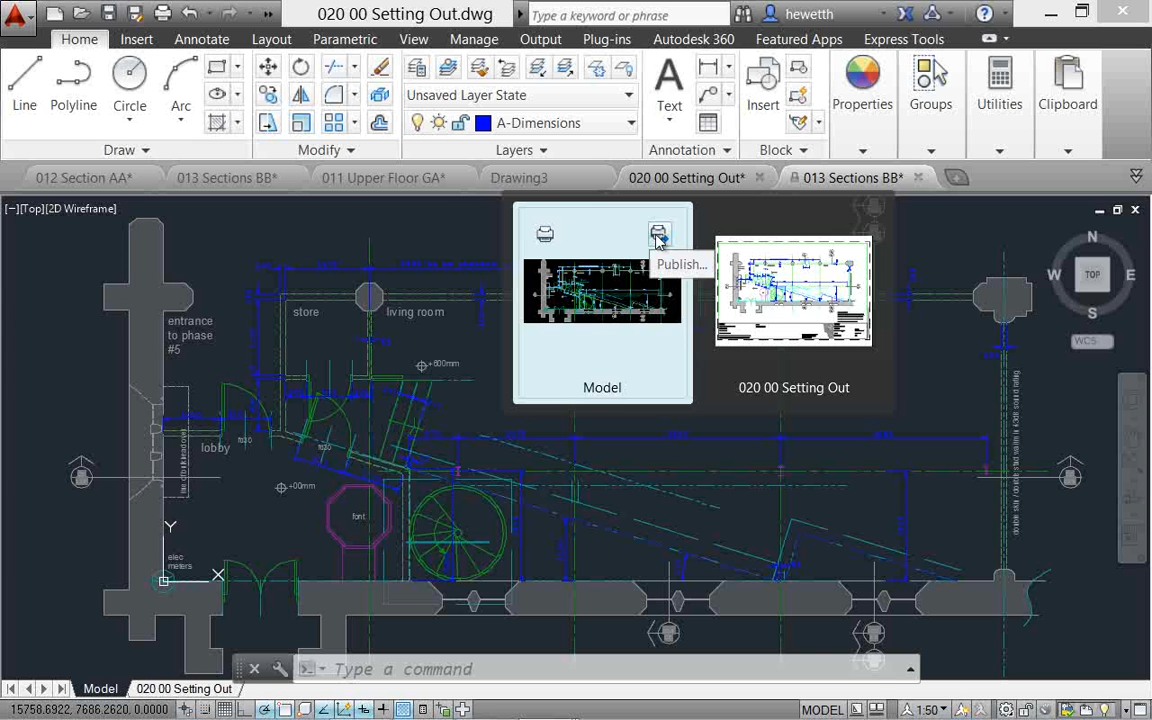 020 00 Setting Out.dwg
Type a keyword or phrase
hewetth
Home Insert Annotate Layout Parametric View Manage Output Plug-ins Autodesk 360 Featured Apps Express Tools
Unsaved Layer State
Line Polyline Circle Arc Text Insert Properties Groups Utilities Clipboard
A-Dimensions
Draw Modify Layers Annotation Block
012 Section AA* 013 Sections BB* 011 Upper Floor GA* Drawing3 020 00 Setting Out* 013 Sections BB*
[−][Top][2D Wireframe]
N
W TOP E
S
WCS
Publish...
Model
020 00 Setting Out
entrance
to phase
#5
store
living room
+600mm
lobby
+00mm
font
elec
meters
Y
X
Type a command
Model 020 00 Setting Out
15758.6922, 7686.2620, 0.0000
MODEL
1:50